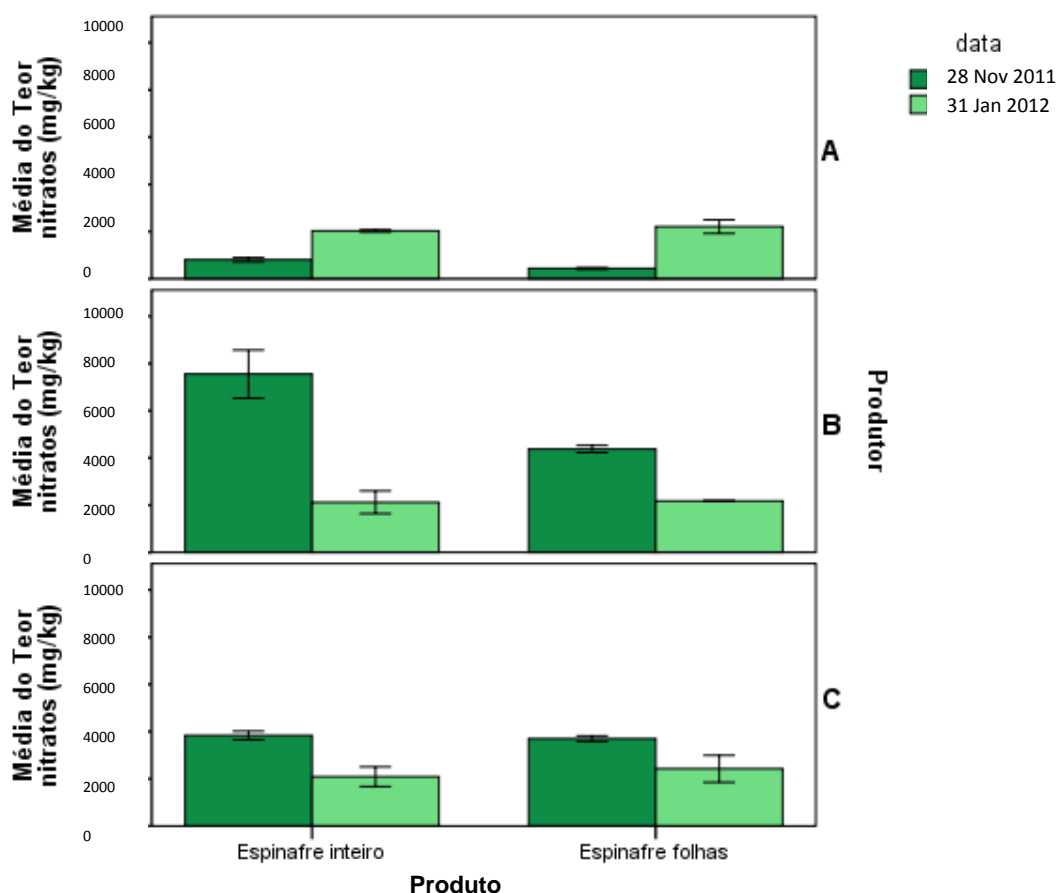 data
28 Nov 2011
31 Jan 2012
Média do Teor
nitratos (mg/kg)
10000
8000
6000
4000
2000
0
A
Média do Teor
nitratos (mg/kg)
10000
8000
6000
4000
2000
0
B
Produtor
Média do Teor
nitratos (mg/kg)
10000
8000
6000
4000
2000
0
C
Espinafre inteiro
Espinafre folhas
Produto